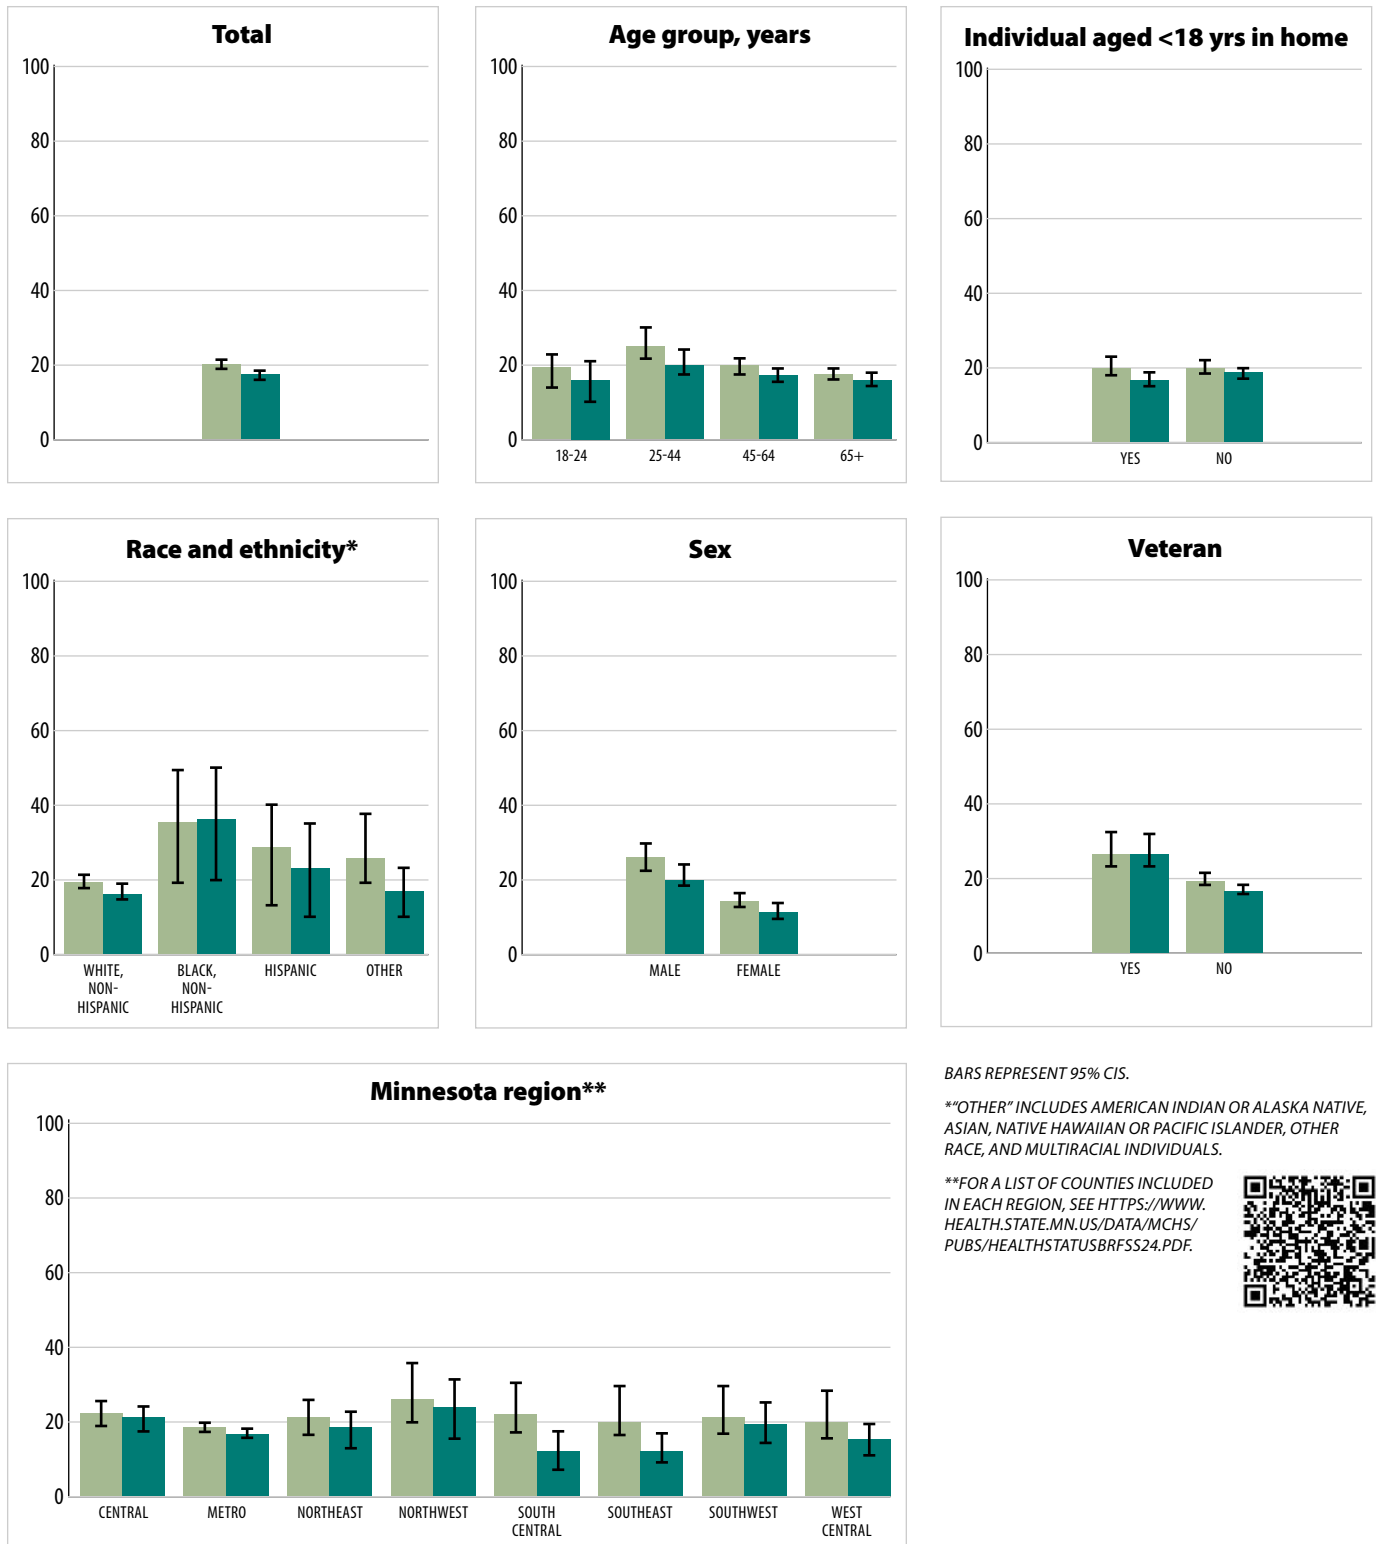 Total
100
80
60
40
20
0
Age group, years
100
80
60
40
20
0
18-24 25-44 45-64 65+
Individual aged <18 yrs in home
100
80
60
40
20
0
YES NO
Race and ethnicity*
100
80
60
40
20
0
WHITE,
NON-
HISPANIC
BLACK,
NON-
HISPANIC
HISPANIC
OTHER
Sex
100
80
60
40
20
0
MALE FEMALE
Veteran
100
80
60
40
20
0
YES NO
Minnesota region**
100
80
60
40
20
0
CENTRAL
METRO
NORTHEAST
NORTHWEST
SOUTH
CENTRAL
SOUTHEAST
SOUTHWEST
WEST
CENTRAL
BARS REPRESENT 95% CIS.
*“OTHER” INCLUDES AMERICAN INDIAN OR ALASKA NATIVE,
ASIAN, NATIVE HAWAIIAN OR PACIFIC ISLANDER, OTHER
RACE, AND MULTIRACIAL INDIVIDUALS.
**FOR A LIST OF COUNTIES INCLUDED
IN EACH REGION, SEE HTTPS://WWW.
HEALTH.STATE.MN.US/DATA/MCHS/
PUBS/HEALTHSTATUSBRFSS24.PDF.